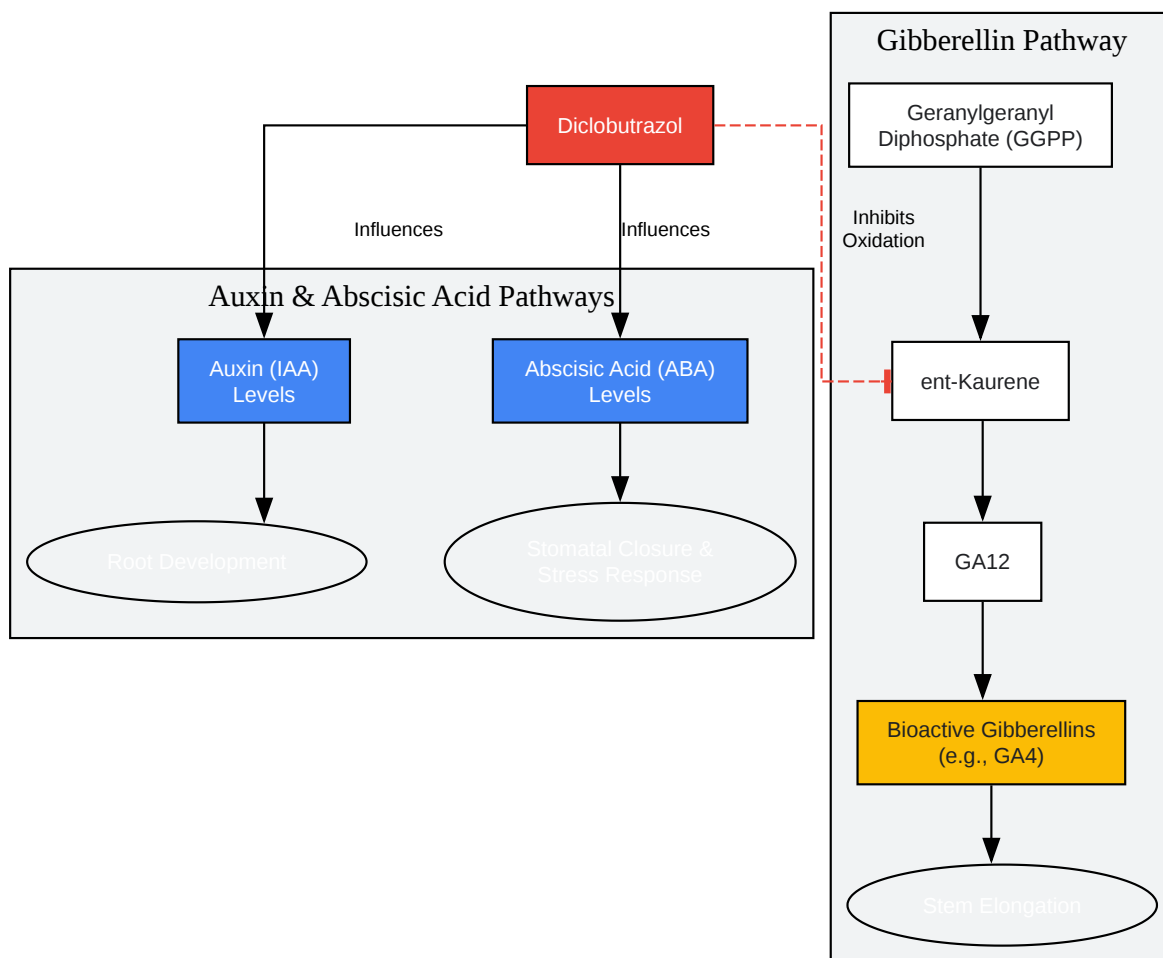 Gibberellin Pathway
Diclobutrazol
Geranylgeranyl
Diphosphate (GGPP)
Influences
Influences
Inhibits
Oxidation
Auxin & Abscisic Acid Pathways
Auxin (IAA)
Levels
Abscisic Acid (ABA)
Levels
ent-Kaurene
Root Development
Stomatal Closure &
Stress Response
GA12
Bioactive Gibberellins
(e.g., GA4)
Stem Elongation